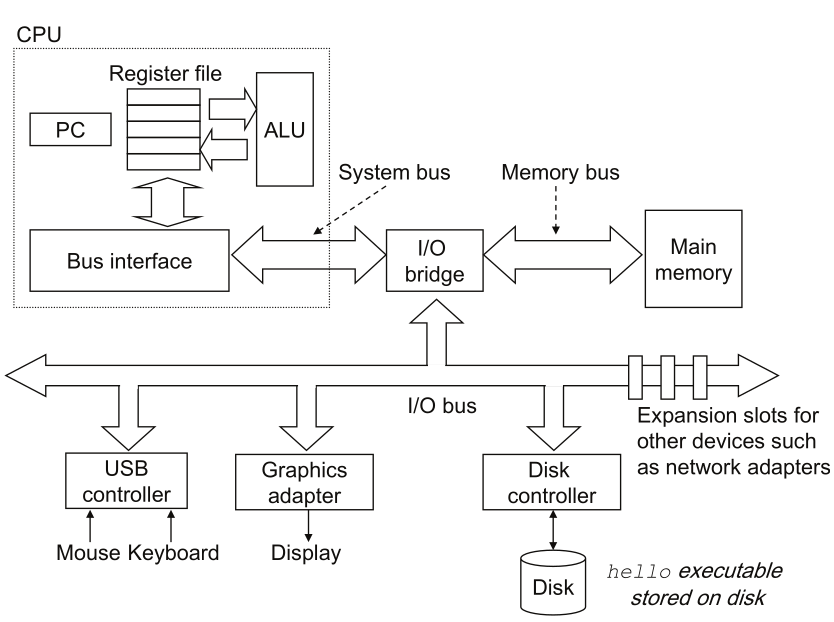 CPU
Register file
PC
ALU
System bus
Memory bus
Bus interface
I/O
bridge
Main
memory
I/O bus
Expansion slots for
other devices such
as network adapters
USB
controller
Graphics
adapter
Disk
controller
Mouse Keyboard
Display
Disk
hello executable
stored on disk